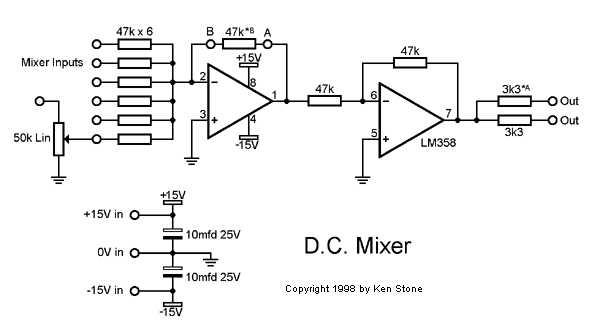 47k x 6
B
47k*B
A
+15V
Mixer Inputs
2
8
1
3
4
-15V
47k
47k
6
7
5
LM358
3k3*A
Out
3k3
Out
50k Lin
+15V
+15V in
10mfd 25V
0V in
10mfd 25V
-15V in
-15V
D.C. Mixer
Copyright 1998 by Ken Stone